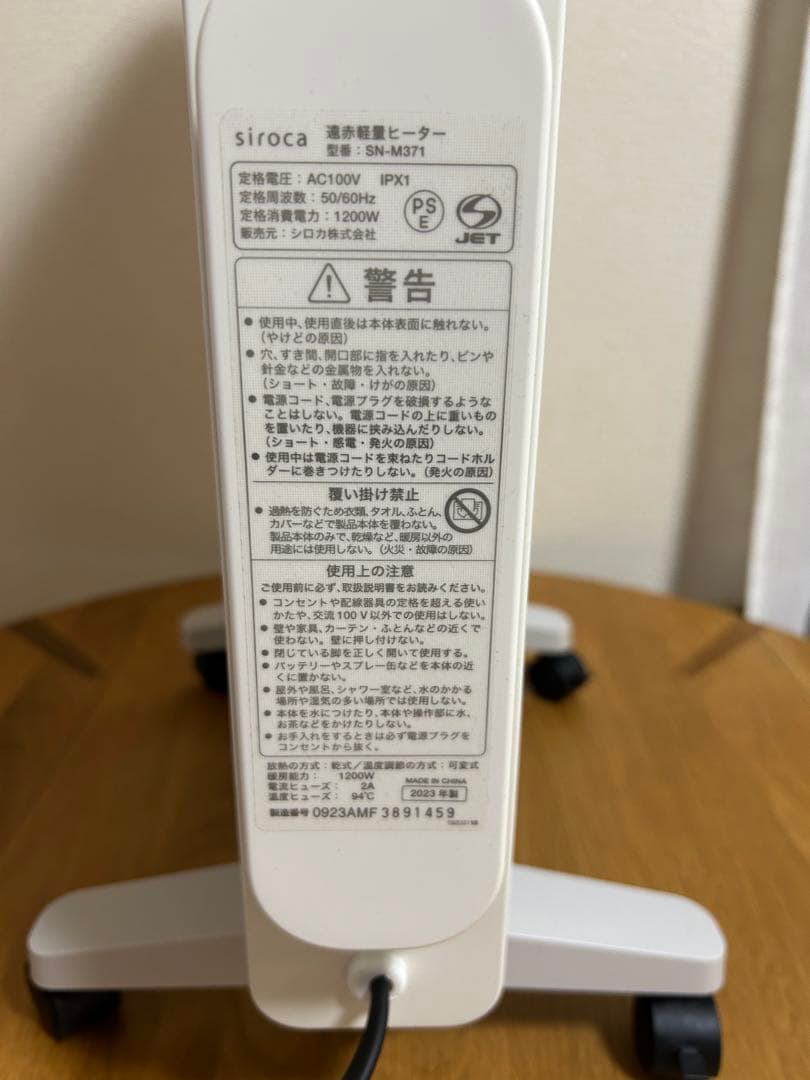 siroca 遠赤軽量ヒーター
型番：SN-M371
定格電圧：AC100V IPX1
定格周波数：50/60Hz
定格消費電力：1200W
販売元：シロカ株式会社
PS
E
JET
警告
● 使用中、使用直後は本体表面に触れない。
（やけどの原因）
● 穴、すき間、開口部に指を入れたり、ピンや
針金などの金属物を入れない。
（ショート・故障・けがの原因）
● 電源コード、電源プラグを破損するような
ことはしない。電源コードの上に重いもの
を置いたり、機器に挟み込んだりしない。
（ショート・感電・発火の原因）
● 使用中は電源コードを束ねたりコードホル
ダーに巻きつけたりしない。（発火の原因）
覆い掛け禁止
● 過熱を防ぐため衣類、タオル、ふとん、
カバーなどで製品本体を覆わない。
製品本体のみで、乾燥など、暖房以外の
用途には使用しない。（火災・故障の原因）
使用上の注意
ご使用前に必ず、取扱説明書をお読みください。
● コンセントや配線器具の定格を超える使い
かたや、交流100V以外での使用はしない。
● 壁や家具、カーテン・ふとんなどの近くで
使わない。壁に押し付けない。
● 閉じている脚を正しく開いて使用する。
● バッテリーやスプレー缶などを本体の近
くに置かない。
● 屋外や風呂、シャワー室など、水のかかる
場所や湿気の多い場所では使用しない。
● 本体を水につけたり、本体や操作部に水、
お茶などをかけたりしない。
● お手入れをするときは必ず電源プラグを
コンセントから抜く。
放熱の方式：乾式／温度調節の方式：可変式
暖房能力： 1200W
電流ヒューズ： 2A
温度ヒューズ： 94℃
MADE IN CHINA
2023年製
製造番号 0923AMF 3891459